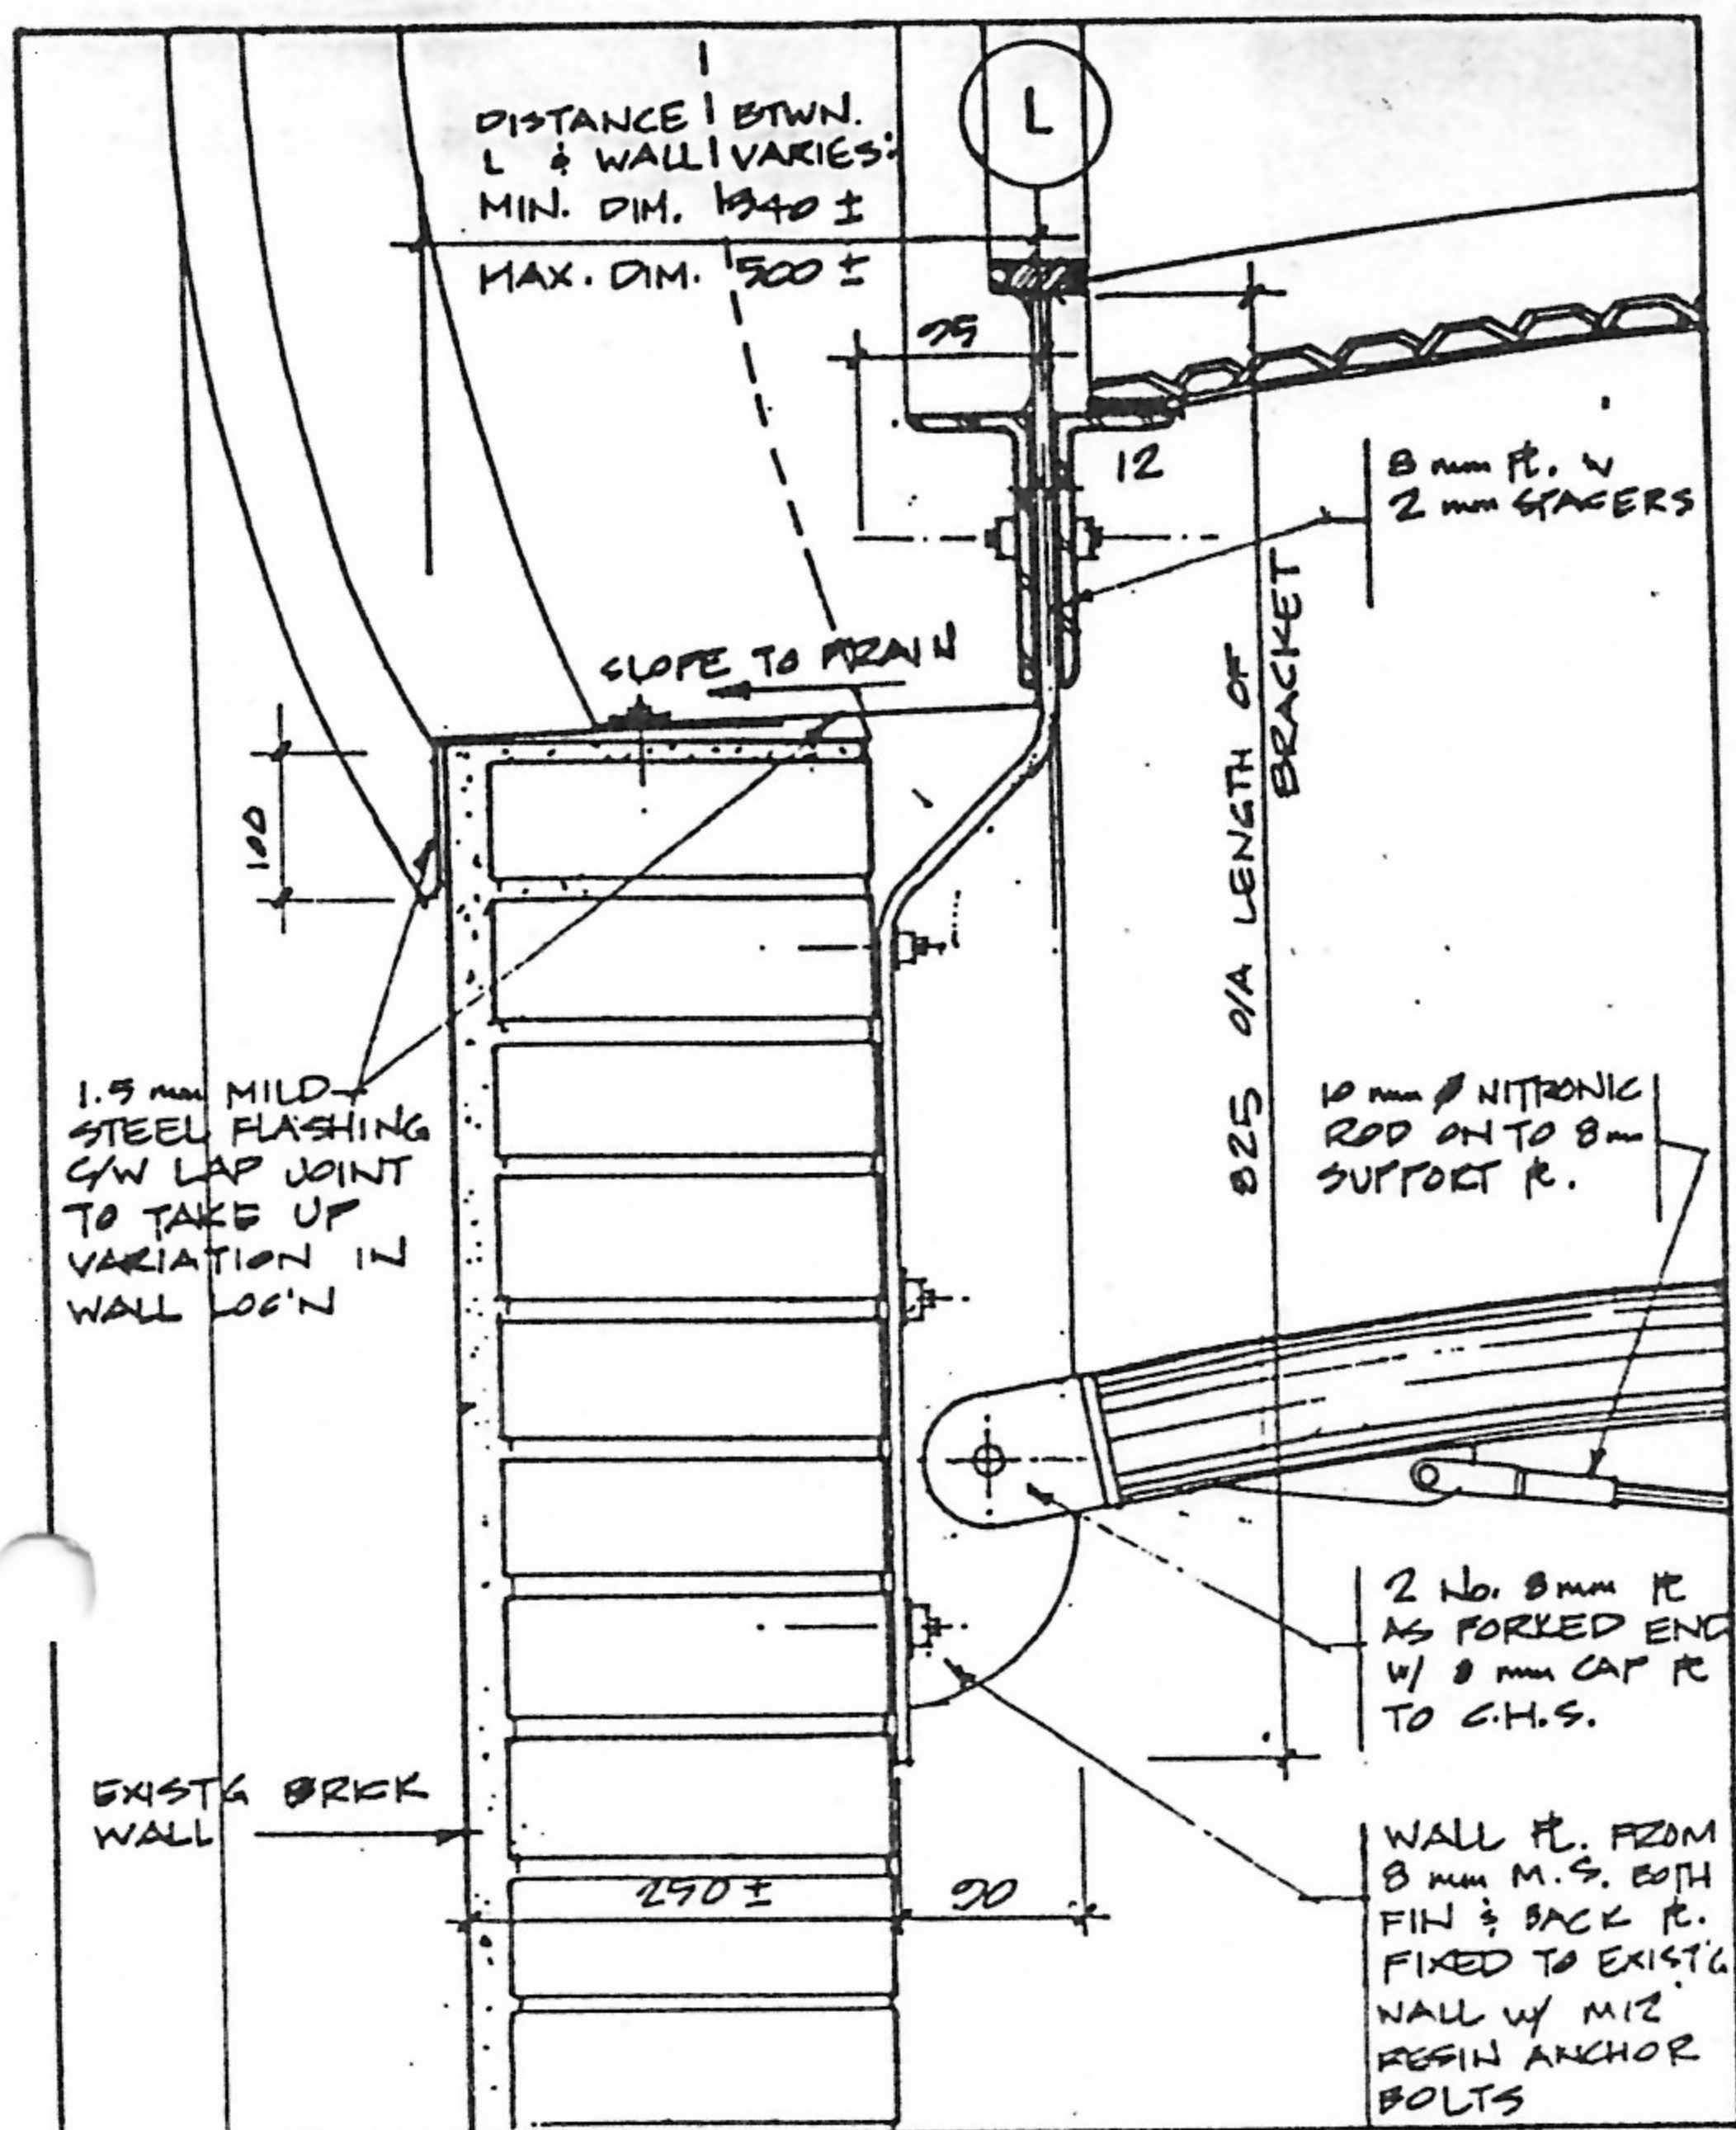 DISTANCE BTWN.
L & WALL VARIES:
MIN. DIM. 340 ±
MAX. DIM. 500 ±
L
95
12
8 mm PL. W
2 mm SPACERS
SLOPE TO DRAIN
100
825 O/A LENGTH OF
BRACKET
1.5 mm MILD
STEEL FLASHING
C/W LAP JOINT
TO TAKE UP
VARIATION IN
WALL LOC'N
10 mm Ø NITRONIC
ROD ON TO 8 mm
SUPPORT PL.
2 No. 8 mm PL
AS FORKED END
W/ 8 mm CAP PL
TO C.H.S.
EXIST'G BRICK
WALL
250 ±
90
WALL PL. FROM
8 mm M.S. BOTH
FIN & BACK PL.
FIXED TO EXIST'G
WALL W/ M12
RESIN ANCHOR
BOLTS